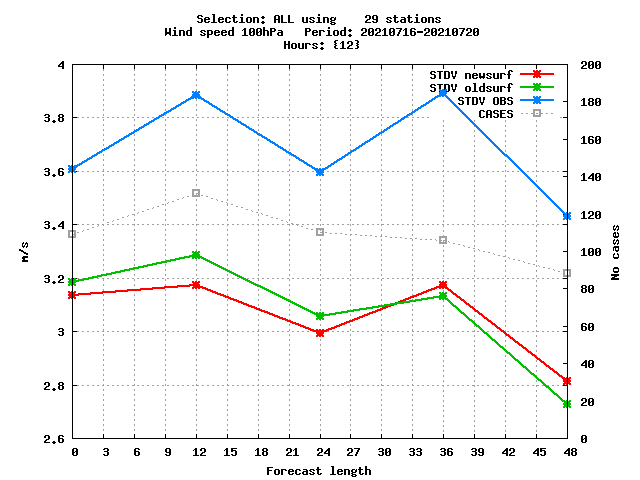 Selection: ALL using    29 stations
Wind speed 100hPa   Period: 20210716-20210720
Hours: {12}
STDV newsurf
STDV oldsurf
STDV OBS
CASES
4
3.8
3.6
3.4
3.2
3
2.8
2.6
m/s
200
180
160
140
120
100
80
60
40
20
0
No cases
0 3 6 9 12 15 18 21 24 27 30 33 36 39 42 45 48
Forecast length